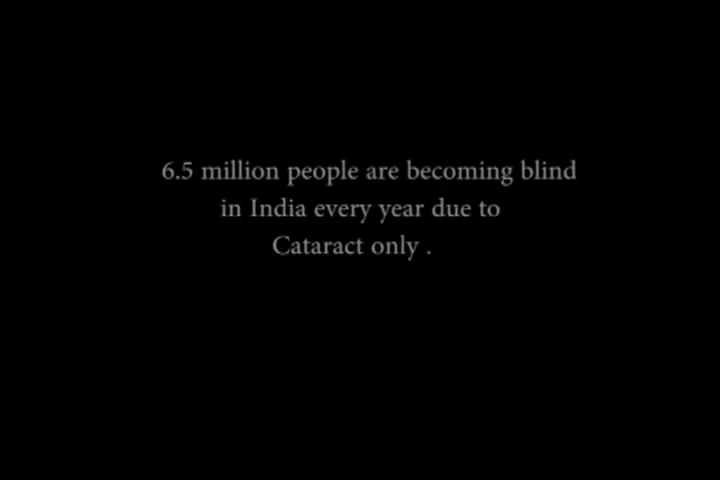 6.5 million people are becoming blind
in India every year due to
Cataract only .